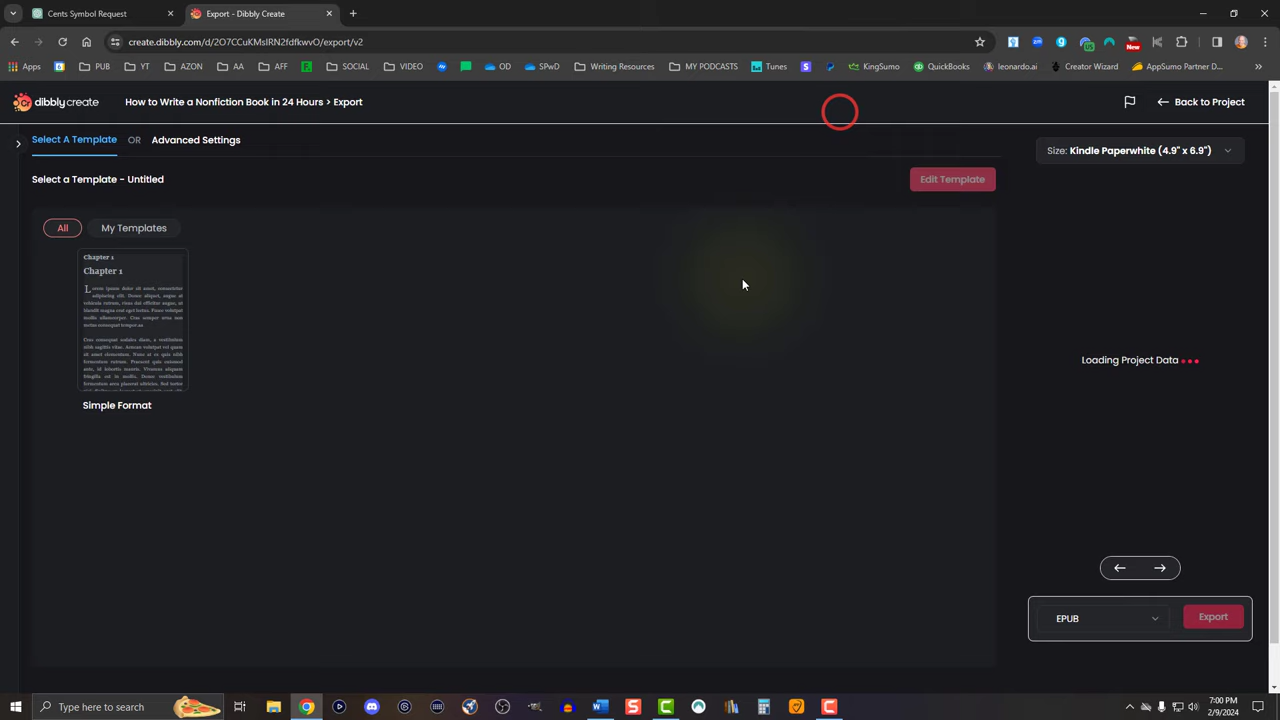 Cents Symbol Request
Export - Dibbly Create
create.dibbly.com/d/2O7CCuKMsIRN2fdfkwvO/export/v2
New
Apps
PUB
YT
AZON
AA
AFF
SOCIAL
VIDEO
OD
SPwD
Writing Resources
MY PODCASTS
Tunes
KingSumo
QuickBooks
leonardo.ai
Creator Wizard
AppSumo Partner D...
dibblycreate
How to Write a Nonfiction Book in 24 Hours > Export
Back to Project
Select A Template OR Advanced Settings
Size: Kindle Paperwhite (4.9" x 6.9")
Select a Template - Untitled
Edit Template
All
My Templates
Chapter 1
Chapter 1
Simple Format
Loading Project Data
EPUB
Export
Type here to search
7:00 PM
2/9/2024